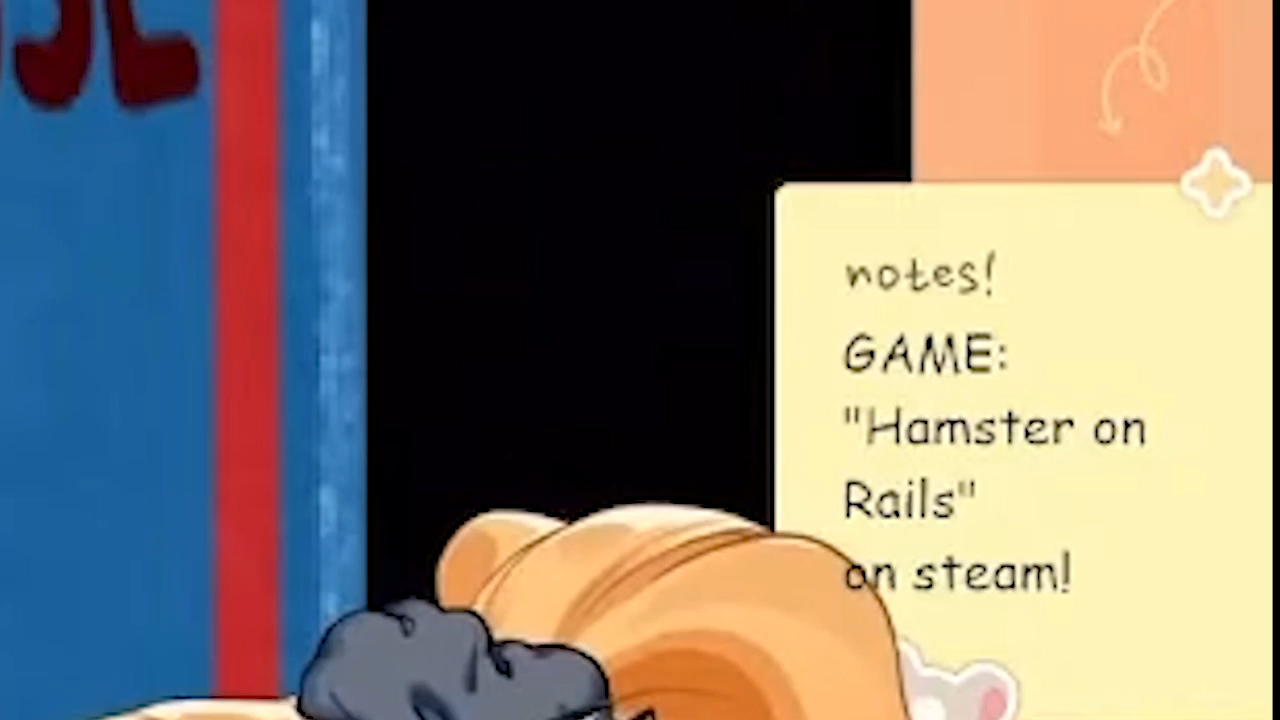 notes!
GAME:
"Hamster on
Rails"
on steam!